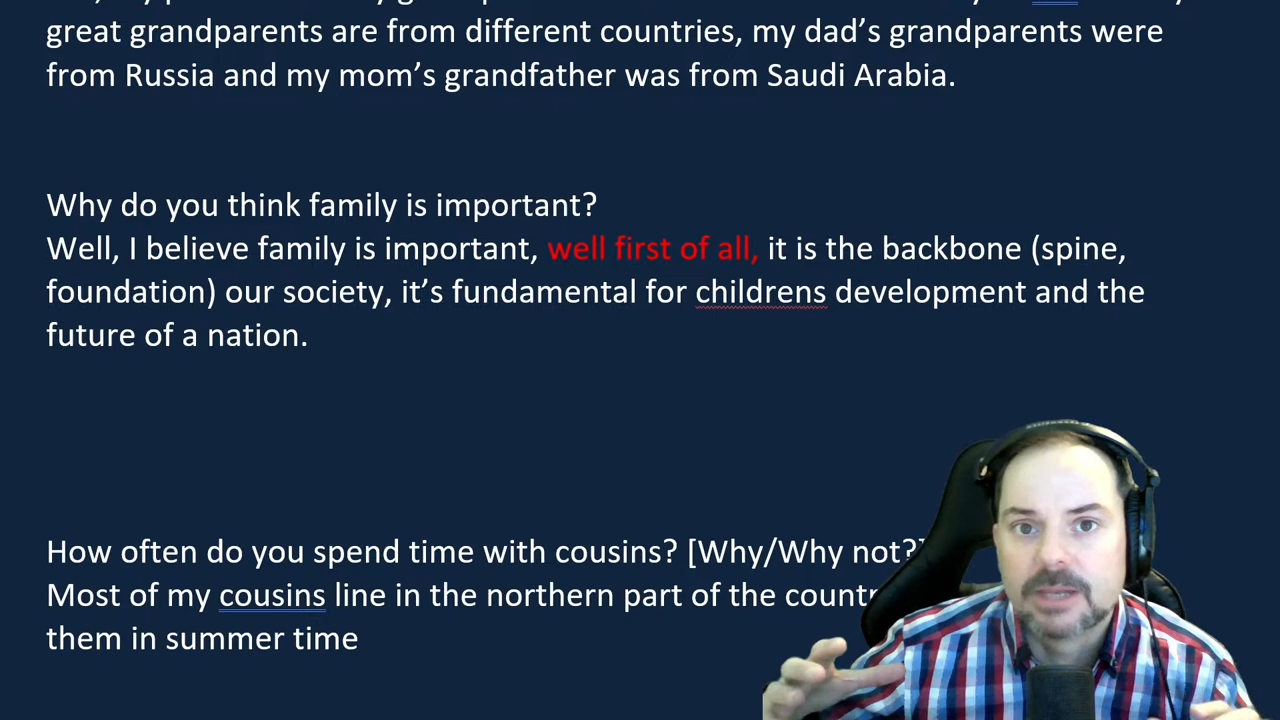 great grandparents are from different countries, my dad’s grandparents were
from Russia and my mom’s grandfather was from Saudi Arabia.
Why do you think family is important?
Well, I believe family is important, well first of all, it is the backbone (spine,
foundation) our society, it’s fundamental for childrens development and the
future of a nation.
How often do you spend time with cousins? [Why/Why not?]
Most of my cousins line in the northern part of the
them in summer time